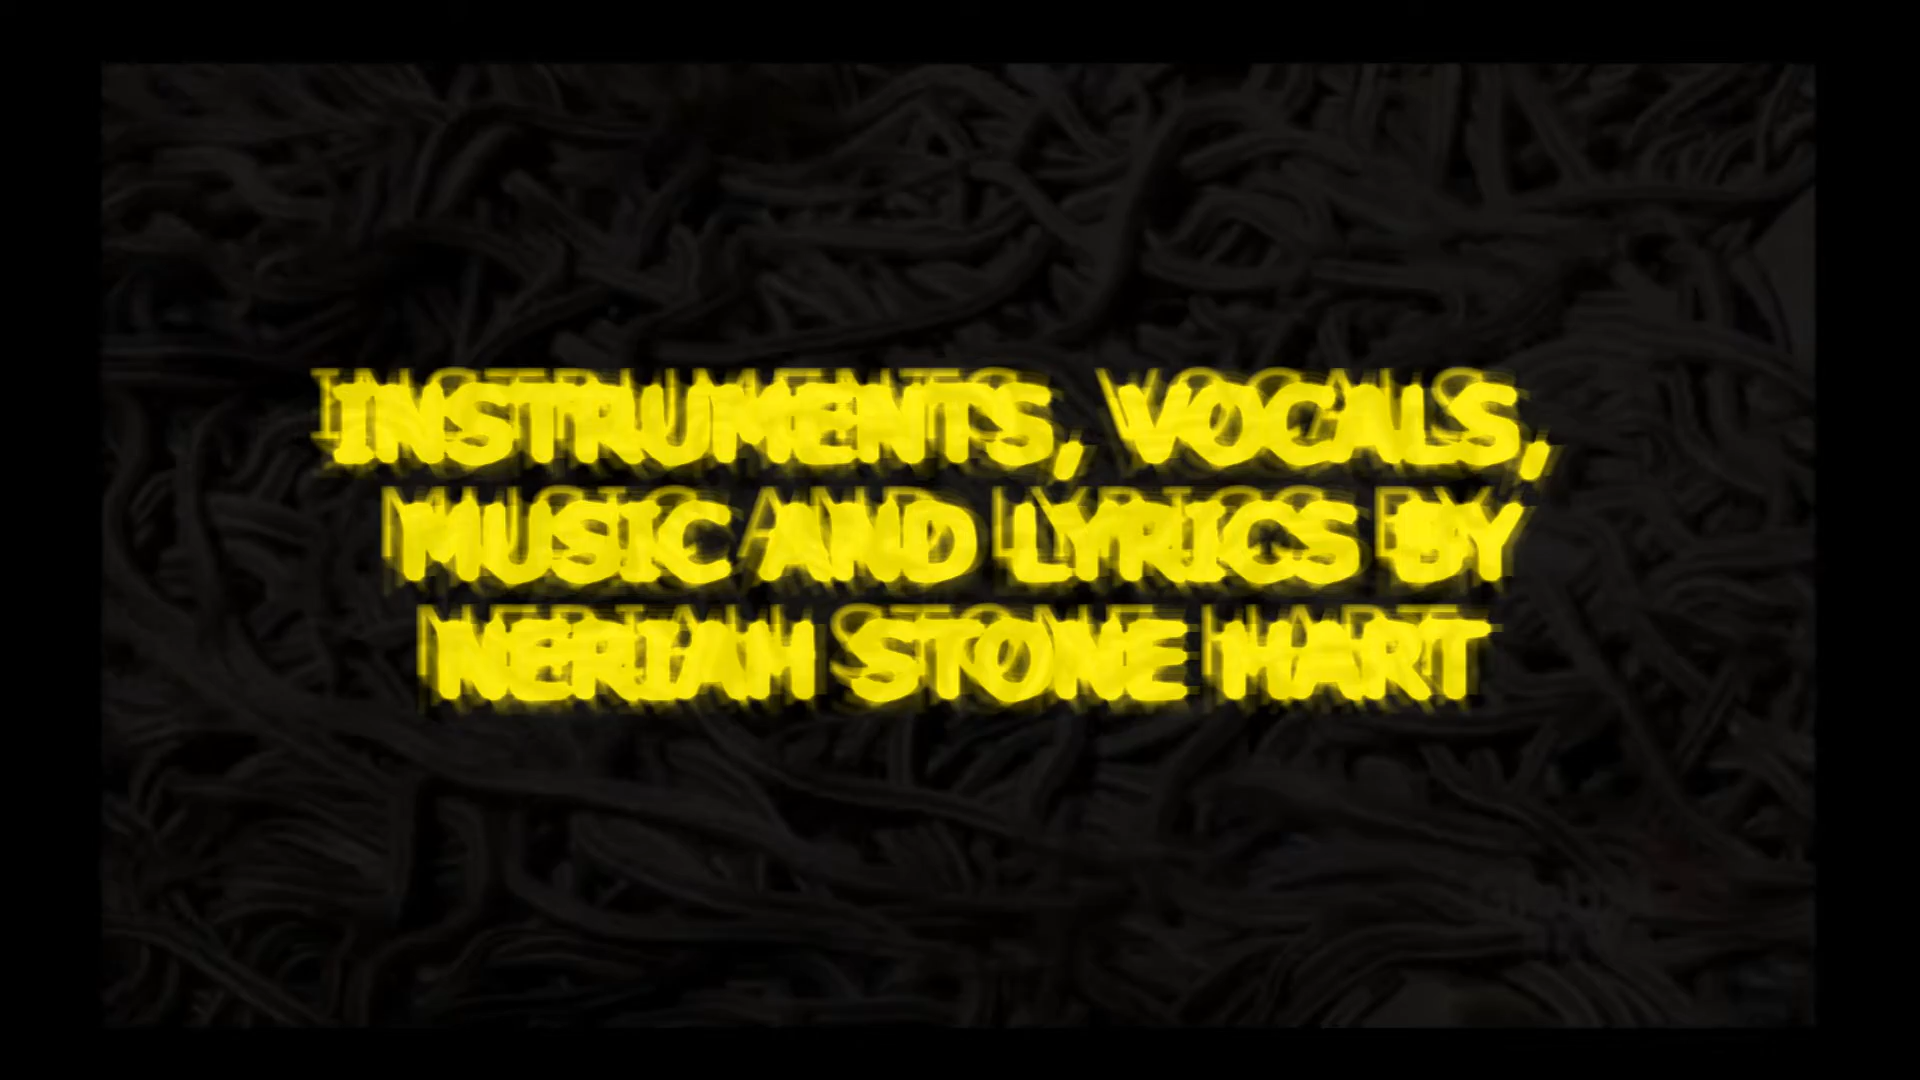 INSTRUMENTS, VOCALS,
MUSIC AND LYRICS BY
NERIAH STONE HART